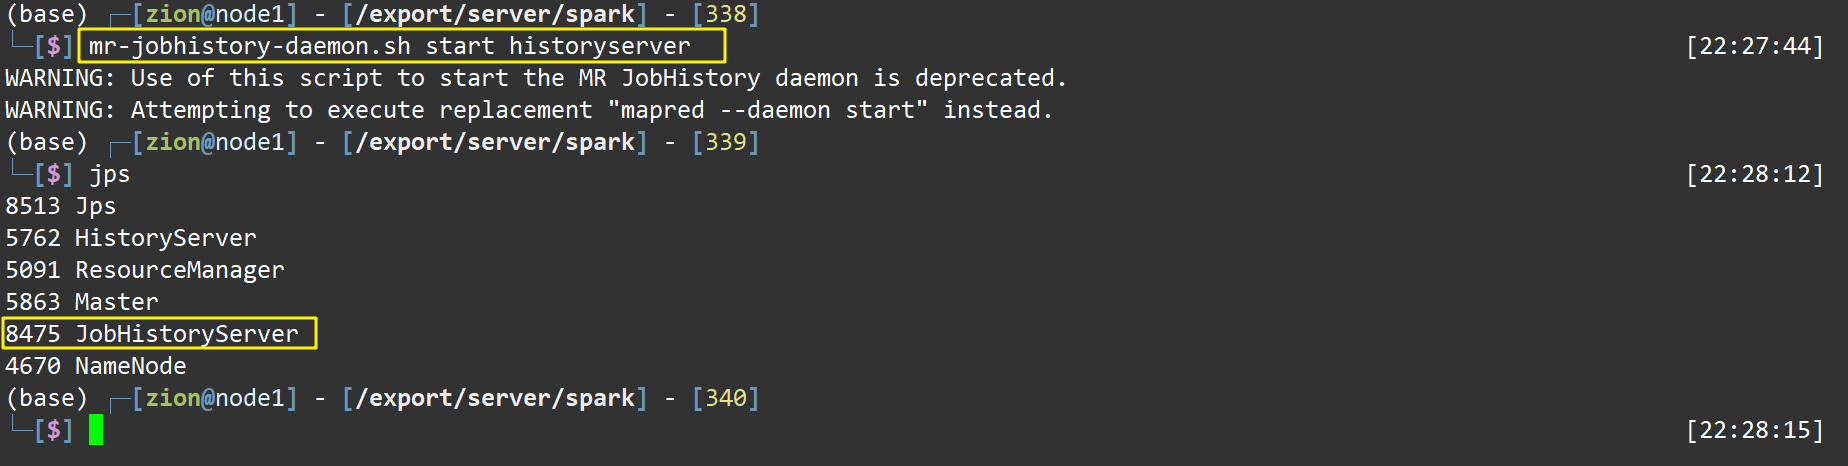 (base) ┌─[zion@node1] - [/export/server/spark] - [338]
└─[$] mr-jobhistory-daemon.sh start historyserver [22:27:44]
WARNING: Use of this script to start the MR JobHistory daemon is deprecated.
WARNING: Attempting to execute replacement "mapred --daemon start" instead.
(base) ┌─[zion@node1] - [/export/server/spark] - [339]
└─[$] jps [22:28:12]
8513 Jps
5762 HistoryServer
5091 ResourceManager
5863 Master
8475 JobHistoryServer
4670 NameNode
(base) ┌─[zion@node1] - [/export/server/spark] - [340]
└─[$] [22:28:15]